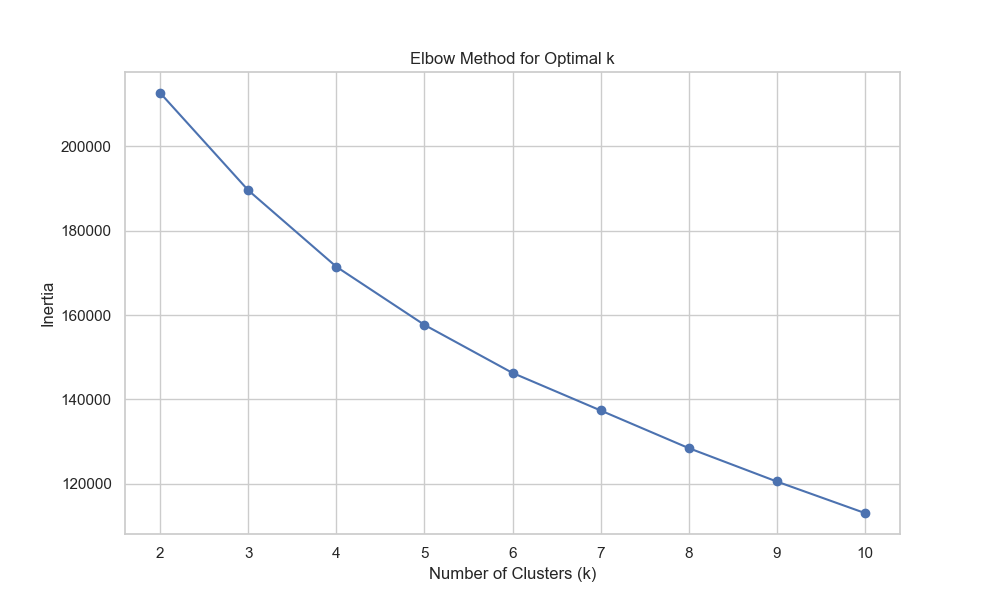 Elbow Method for Optimal k
200000
180000
160000
140000
120000
Inertia
2 3 4 5 6 7 8 9 10
Number of Clusters (k)